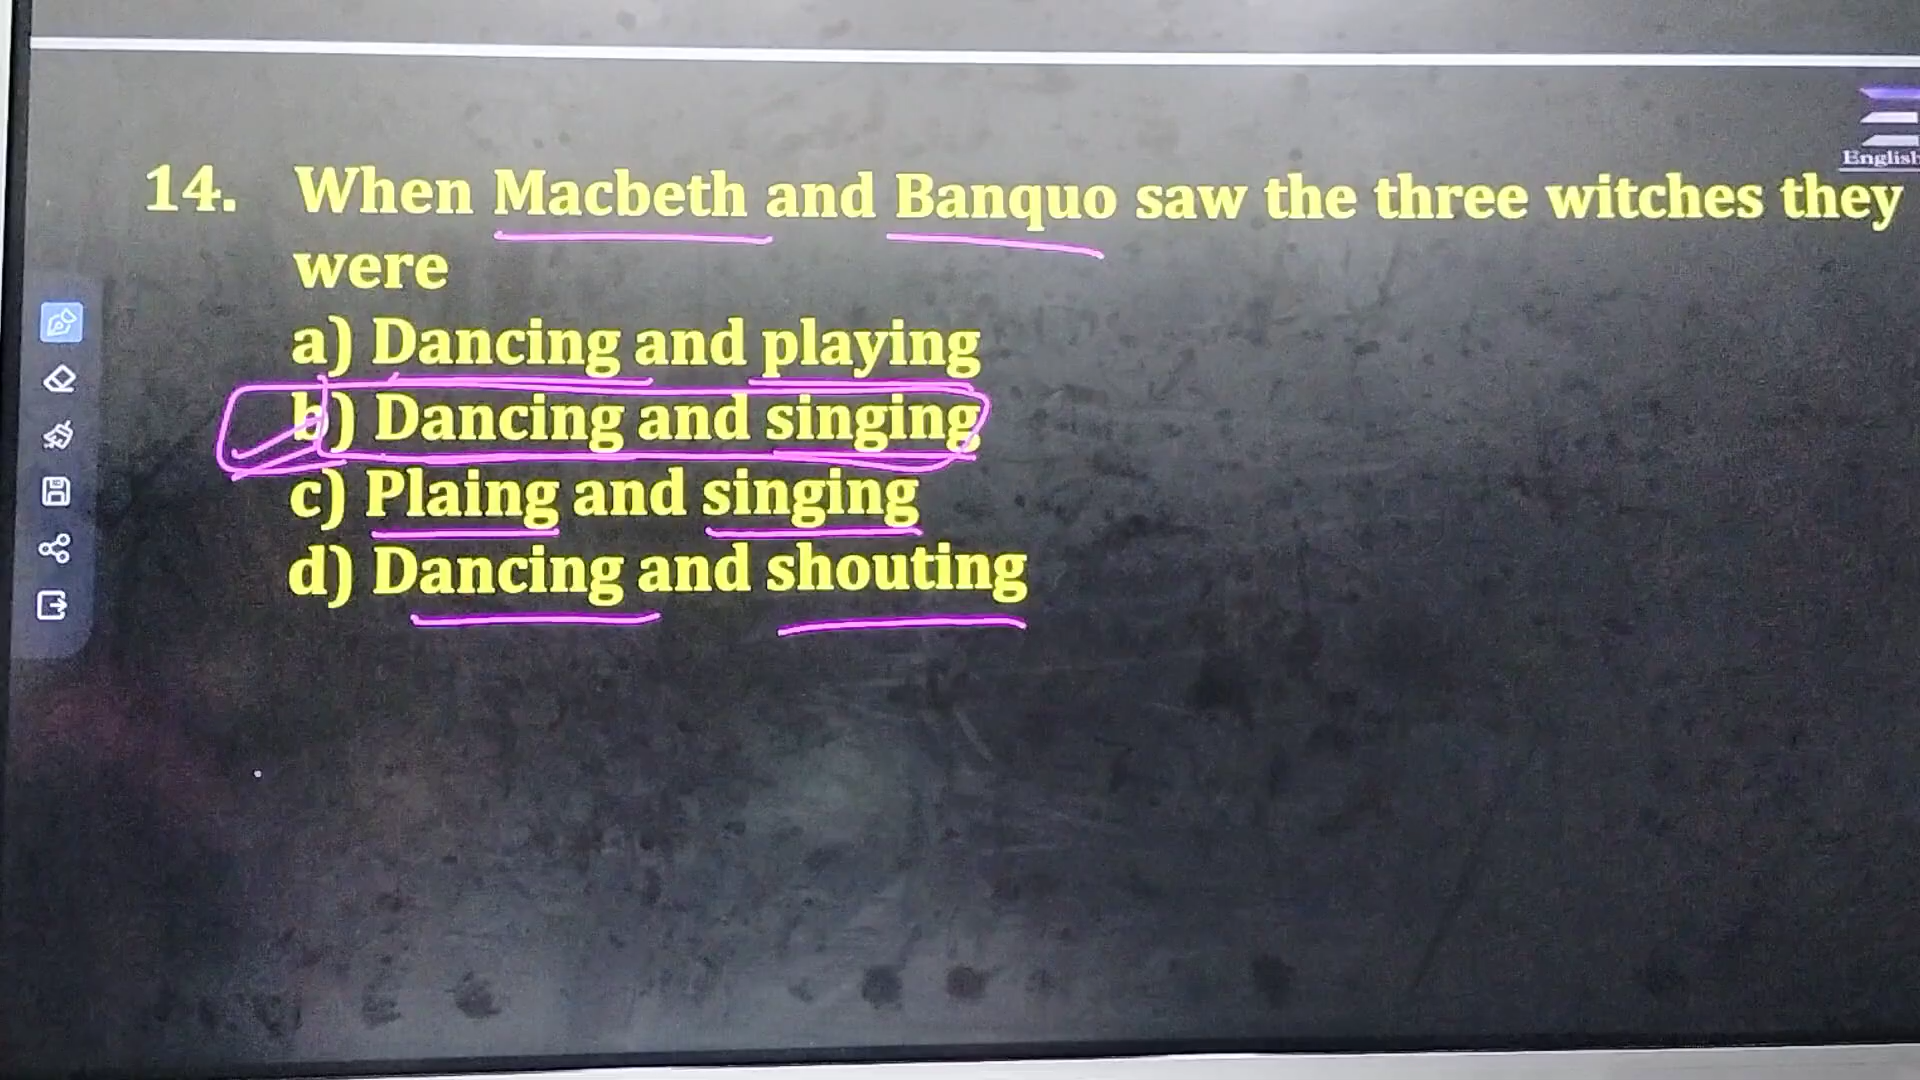 English
14. When Macbeth and Banquo saw the three witches they
were
a) Dancing and playing
b) Dancing and singing
c) Plaing and singing
d) Dancing and shouting